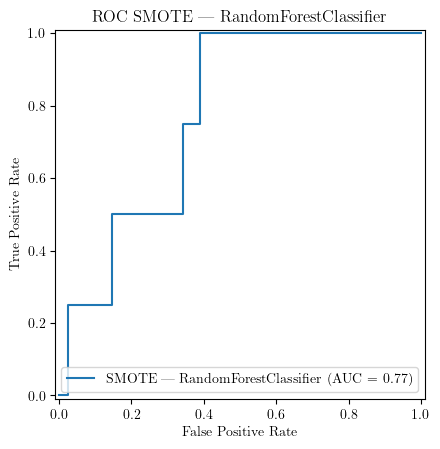 ROC SMOTE — RandomForestClassifier
1.0
0.8
0.6
0.4
0.2
0.0
True Positive Rate
SMOTE — RandomForestClassifier (AUC = 0.77)
0.0 0.2 0.4 0.6 0.8 1.0
False Positive Rate